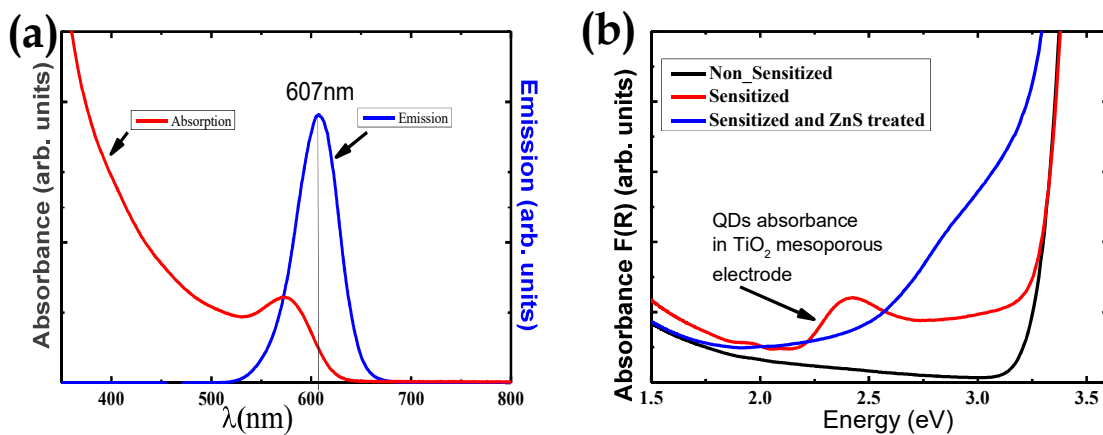 (a)
607nm
Absorption
Emission
Absorbance (arb. units)
Emission (arb. units)
400 500 600 700 800
λ(nm)
(b)
Non_Sensitized
Sensitized
Sensitized and ZnS treated
QDs absorbance
in TiO₂ mesoporous
electrode
Absorbance F(R) (arb. units)
1.5 2.0 2.5 3.0 3.5
Energy (eV)